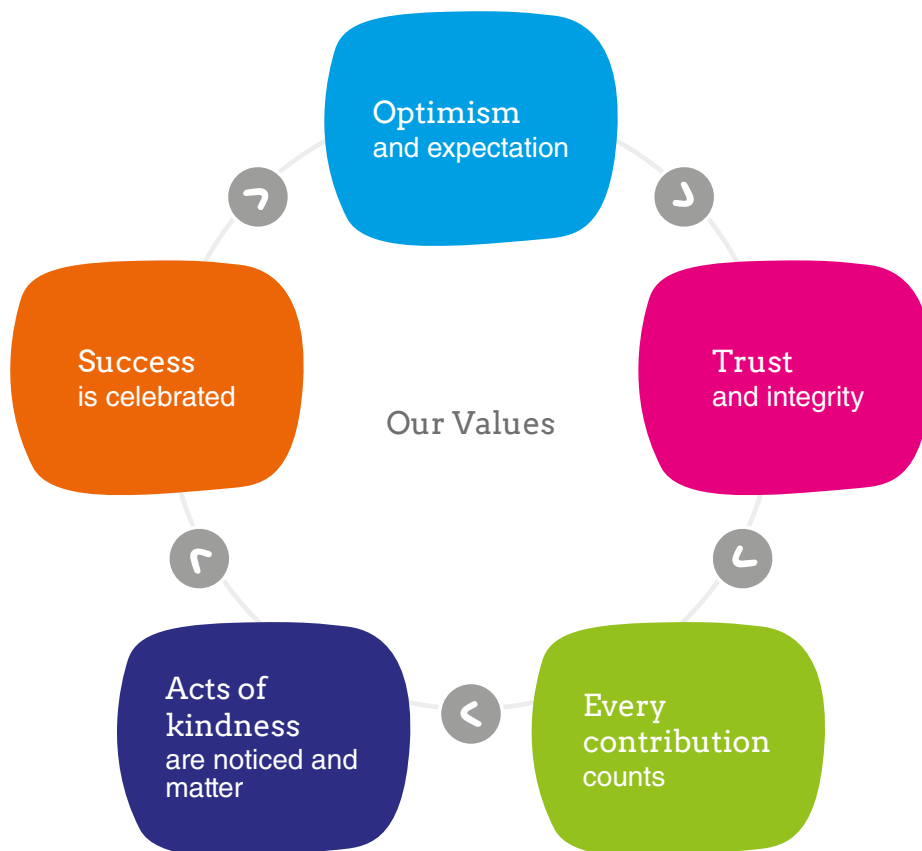 Optimism
and expectation
Trust
and integrity
Every
contribution
counts
Acts of
kindness
are noticed and
matter
Success
is celebrated
Our Values